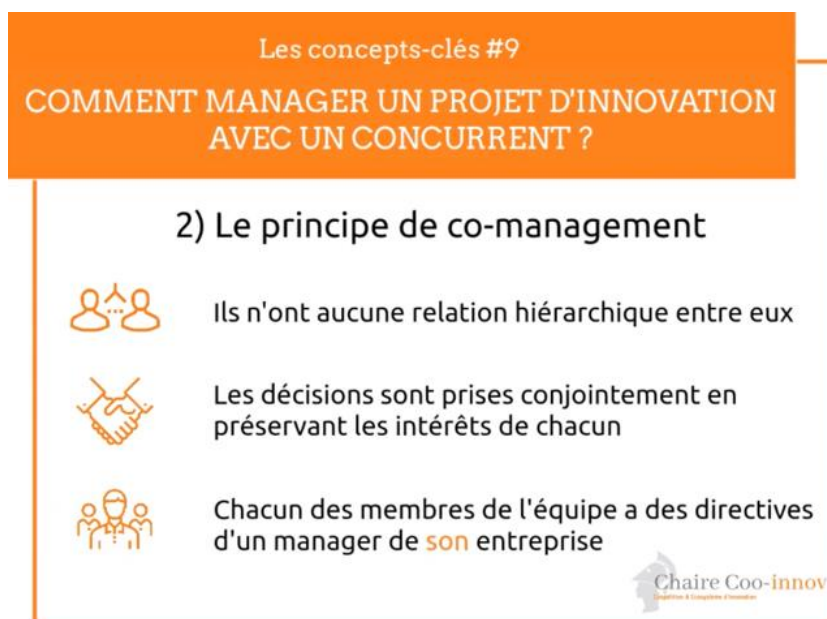 Les concepts-clés #9
COMMENT MANAGER UN PROJET D'INNOVATION
AVEC UN CONCURRENT ?
2) Le principe de co-management
Ils n'ont aucune relation hiérarchique entre eux
Les décisions sont prises conjointement en
préservant les intérêts de chacun
Chacun des membres de l'équipe a des directives
d'un manager de son entreprise
Chaire Coo-innov